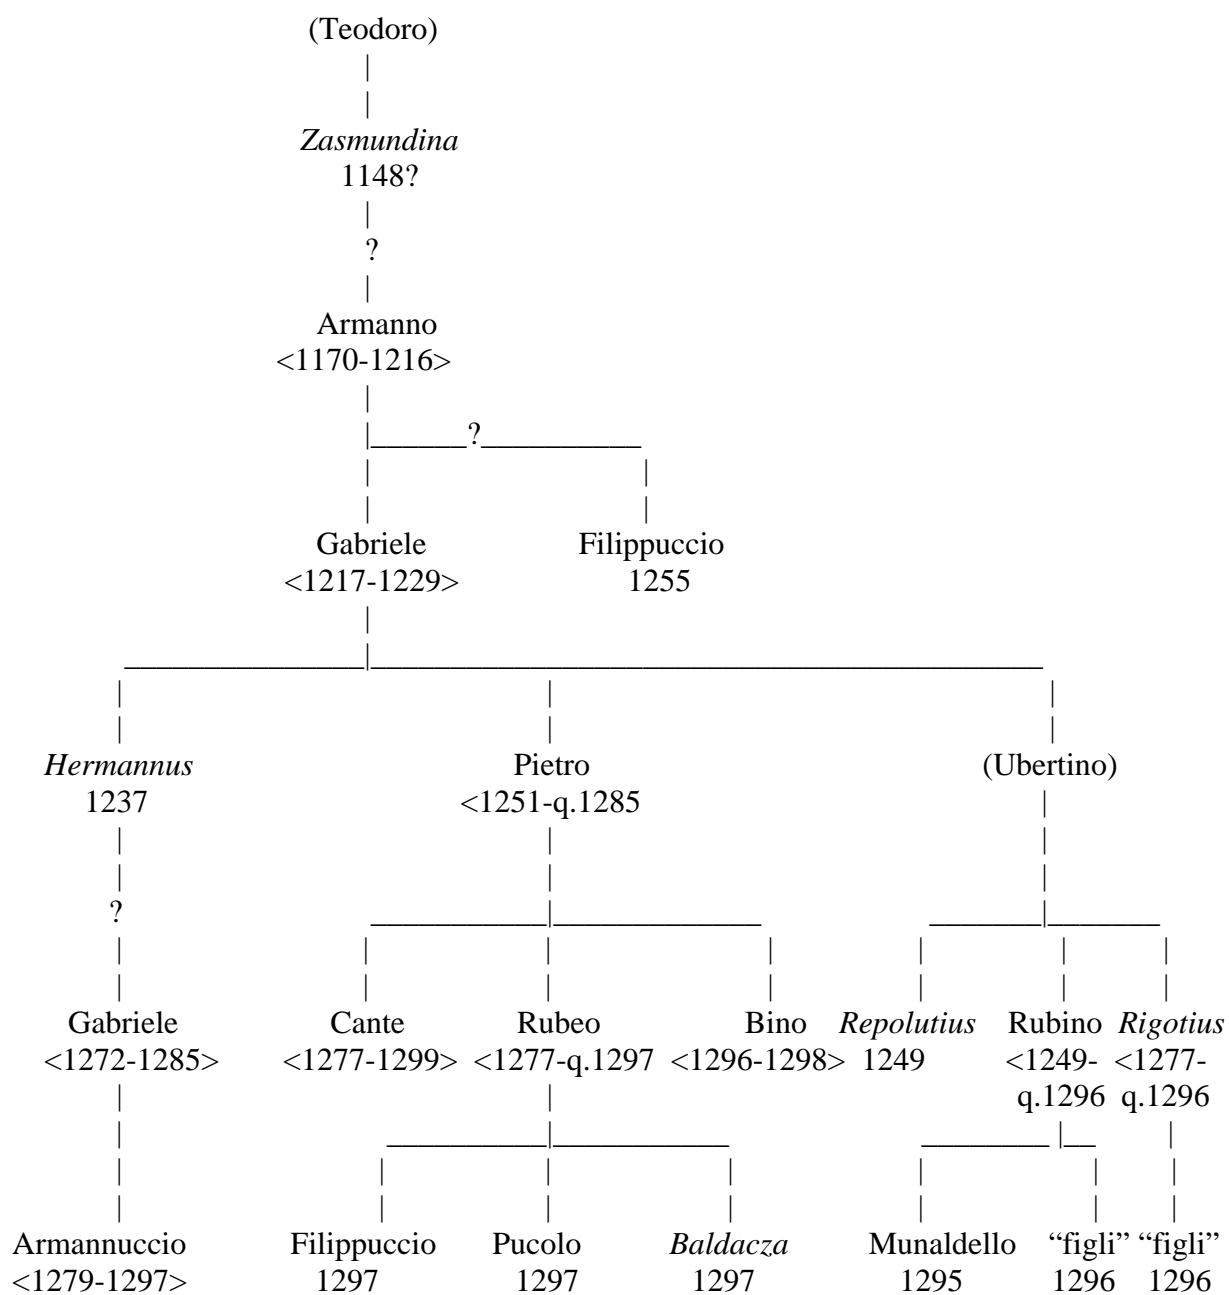 (Teodoro)
Zasmundina
1148?
?
Armanno
<1170-1216>
?
Gabriele Filippuccio
<1217-1229> 1255
Hermannus Pietro (Ubertino)
1237 <1251-q.1285
?
Gabriele Cante Rubeo Bino Repolutius Rubino Rigotius
<1272-1285> <1277-1299> <1277-q.1297 <1296-1298> 1249 <1249- <1277-
q.1296 q.1296
Armannuccio Filippuccio Pucolo Baldacza Munaldello “figli” “figli”
<1279-1297> 1297 1297 1297 1295 1296 1296